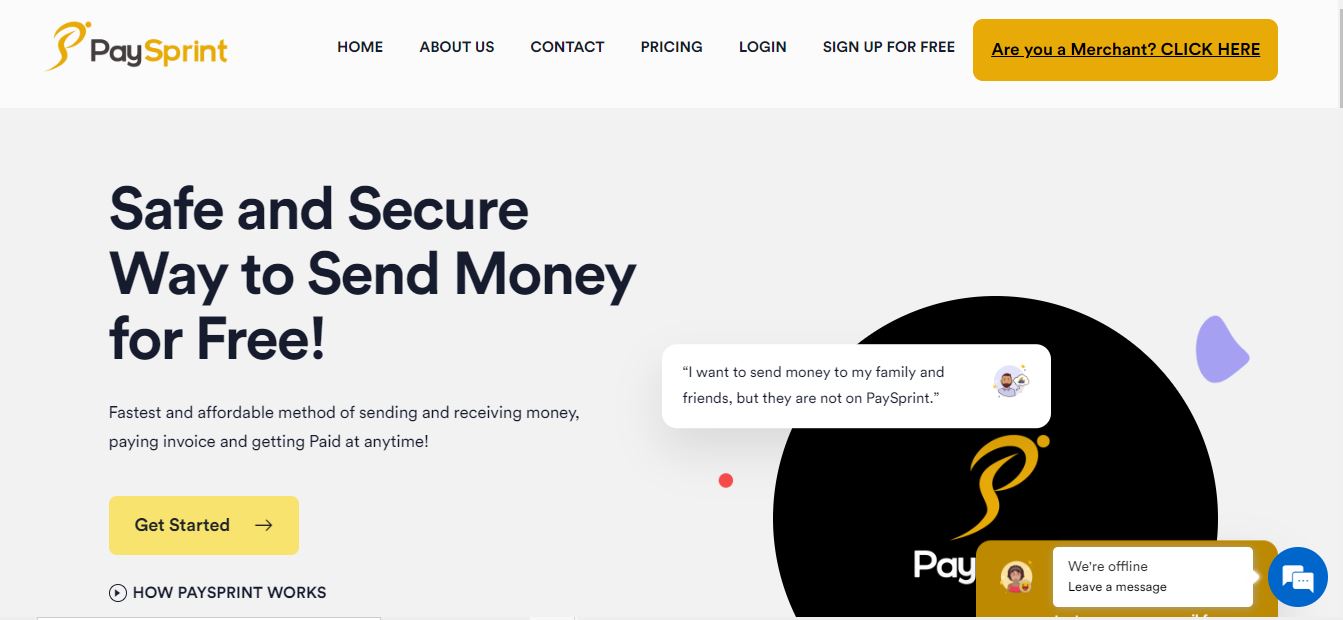 PaySprint
HOME
ABOUT US
CONTACT
PRICING
LOGIN
SIGN UP FOR FREE
Are you a Merchant? CLICK HERE
Safe and Secure
Way to Send Money
for Free!
“I want to send money to my family and
friends, but they are not on PaySprint.”
Fastest and affordable method of sending and receiving money,
paying invoice and getting Paid at anytime!
Get Started
HOW PAYSPRINT WORKS
Pay
We're offline
Leave a message